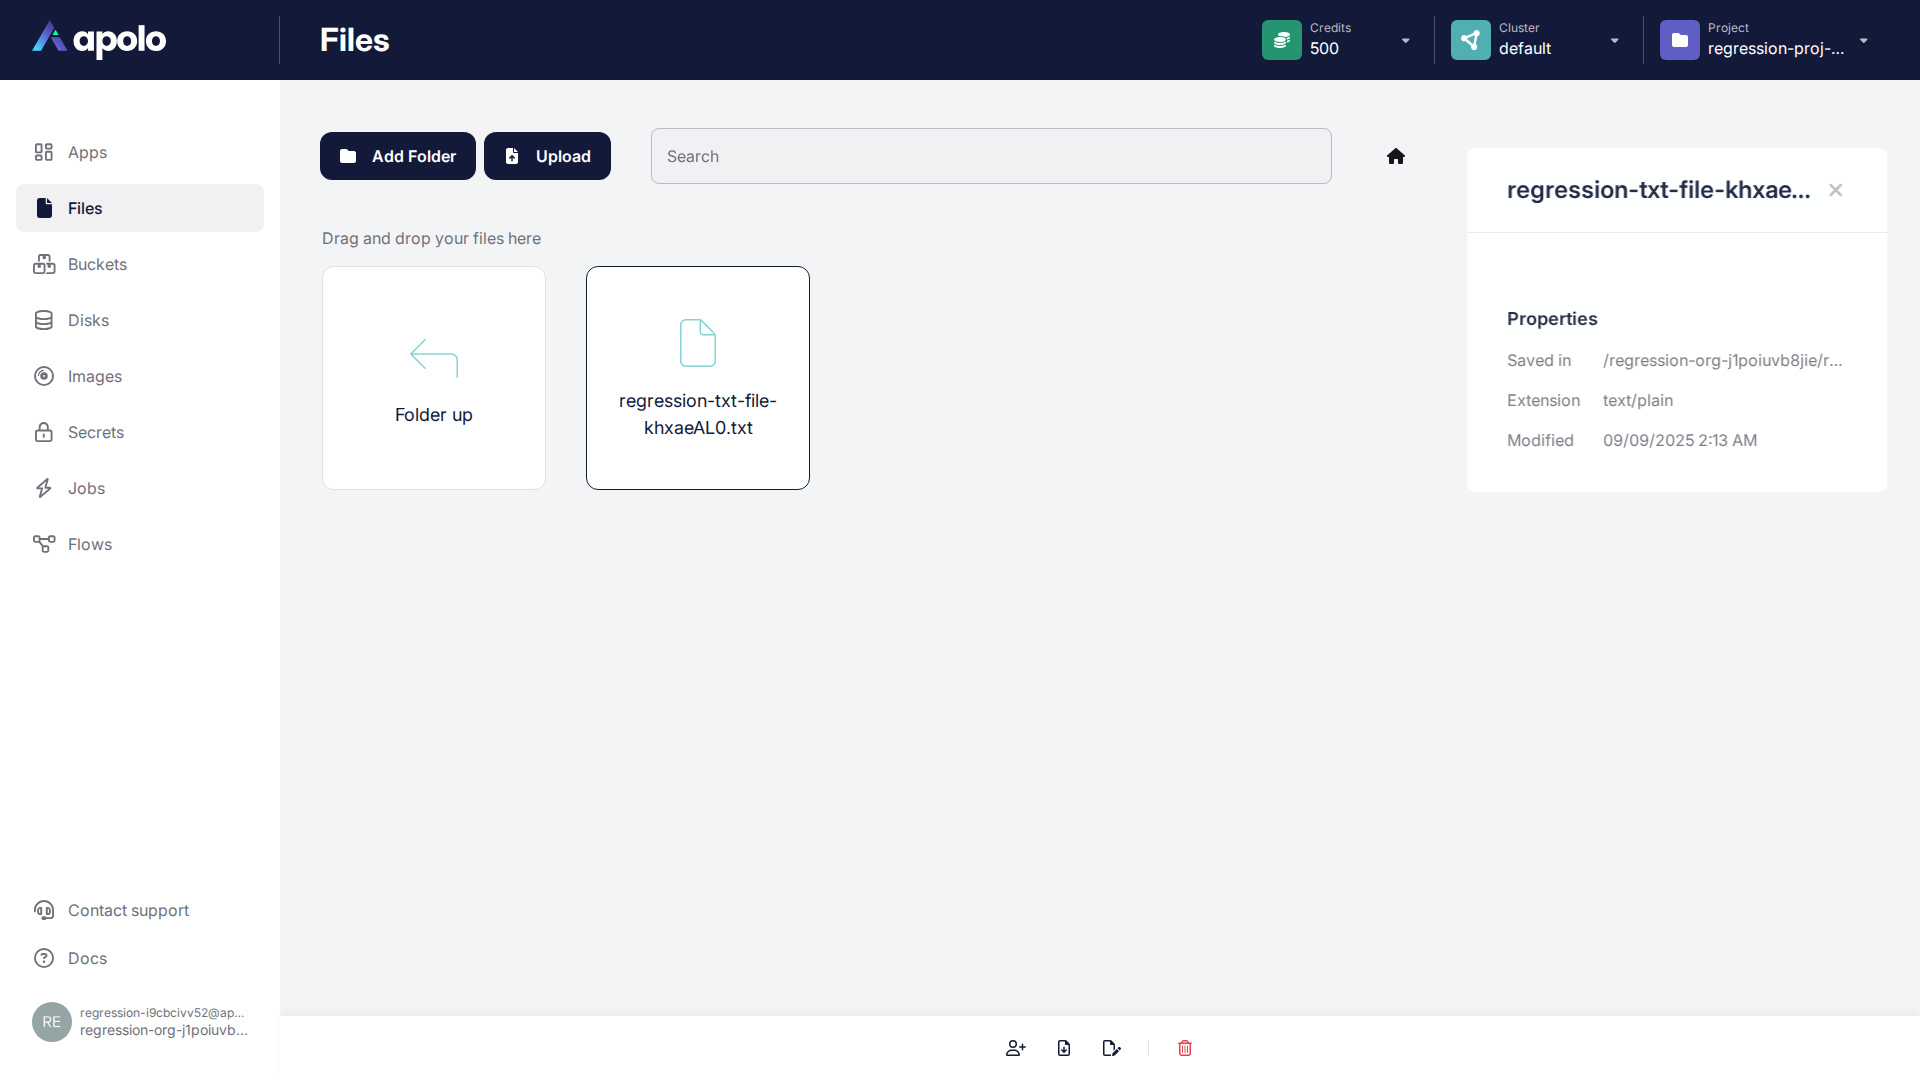 apolo
Files
Credits
500
Cluster
default
Project
regression-proj-...
Apps
Files
Buckets
Disks
Images
Secrets
Jobs
Flows
Contact support
Docs
RE
regression-i9cbcivv52@ap...
regression-org-j1poiuvb...
Add Folder
Upload
Search
Drag and drop your files here
Folder up
regression-txt-file-
khxaeAL0.txt
regression-txt-file-khxae...
Properties
Saved in /regression-org-j1poiuvb8jie/r...
Extension text/plain
Modified 09/09/2025 2:13 AM